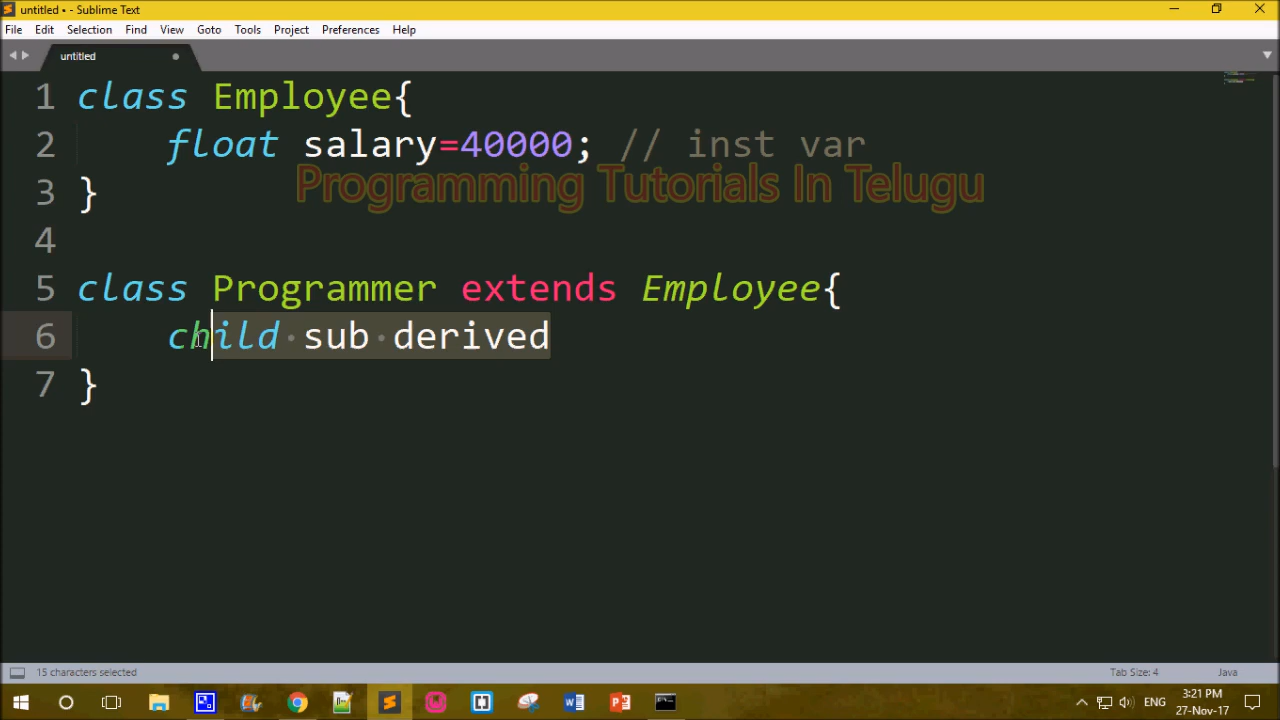 untitled • - Sublime Text
File Edit Selection Find View Goto Tools Project Preferences Help
untitled
1 class Employee{
2 float salary=40000; // inst var
Programming Tutorials In Telugu
3 }
4
5 class Programmer extends Employee{
6 child sub derived
7 }
15 characters selected Tab Size: 4 Java
ENG 3:21 PM
27-Nov-17